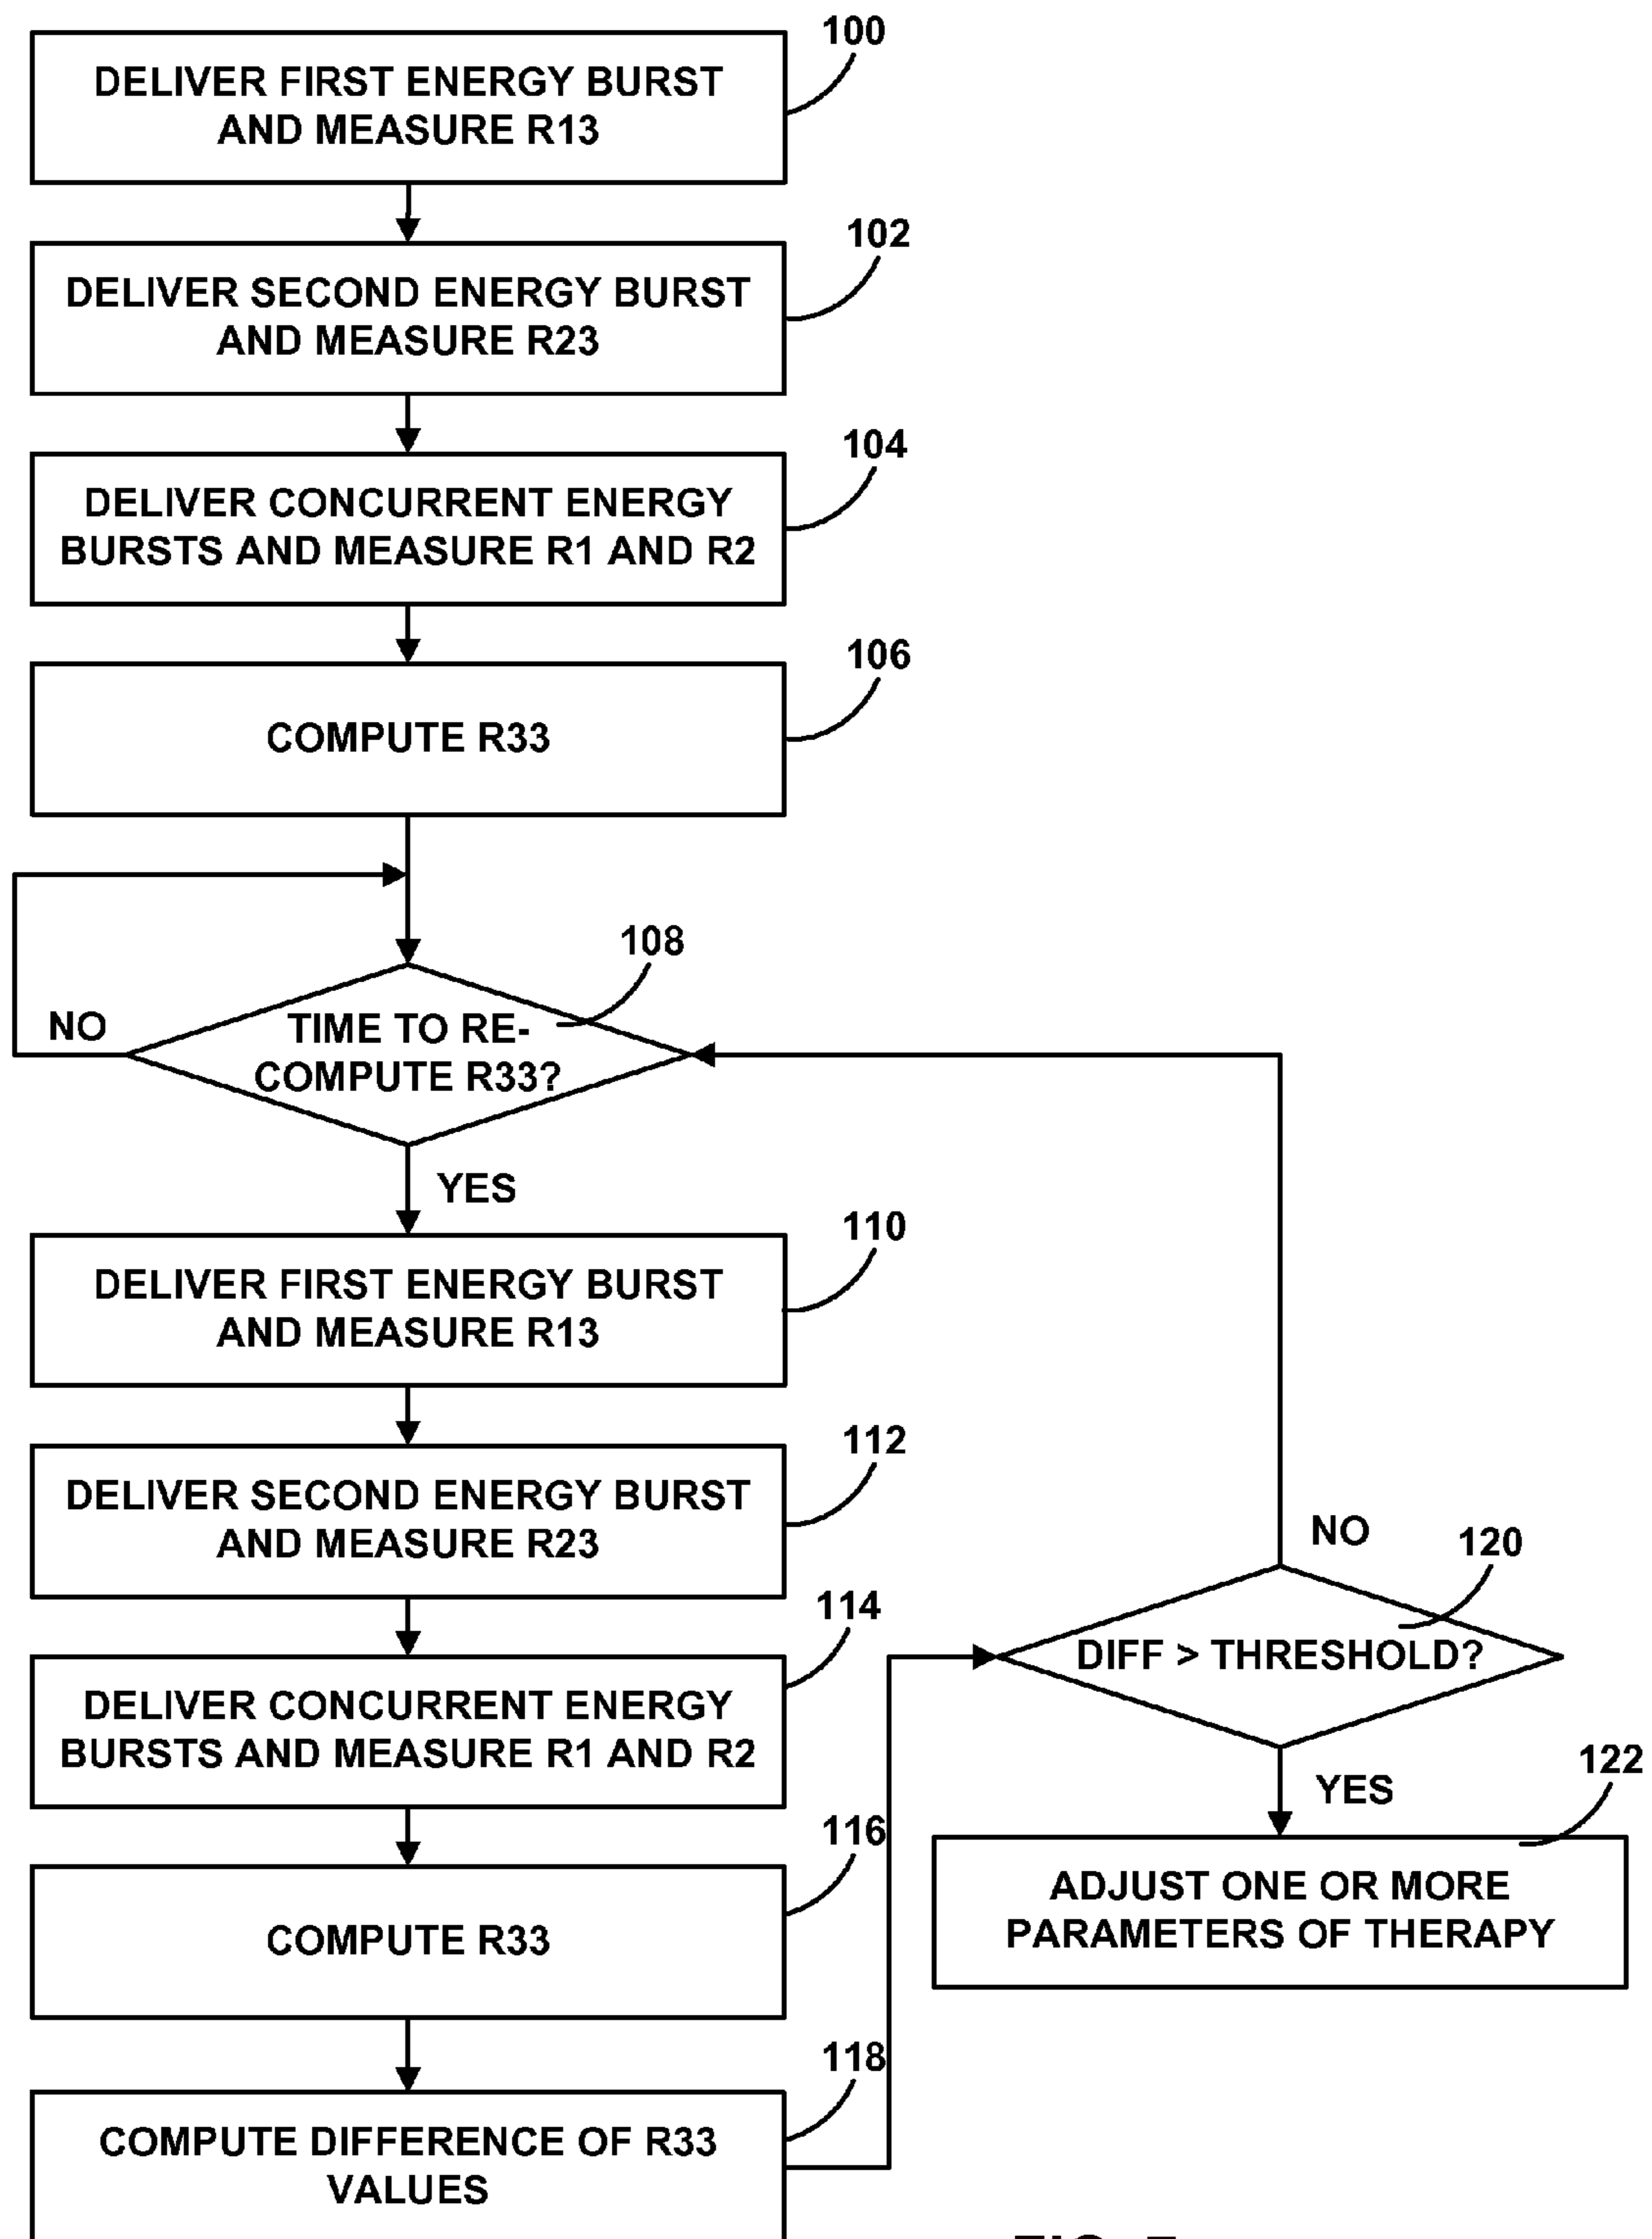 100
DELIVER FIRST ENERGY BURST
AND MEASURE R13
102
DELIVER SECOND ENERGY BURST
AND MEASURE R23
104
DELIVER CONCURRENT ENERGY
BURSTS AND MEASURE R1 AND R2
106
COMPUTE R33
108
NO
TIME TO RE-
COMPUTE R33?
YES
110
DELIVER FIRST ENERGY BURST
AND MEASURE R13
112
DELIVER SECOND ENERGY BURST
AND MEASURE R23
114
DELIVER CONCURRENT ENERGY
BURSTS AND MEASURE R1 AND R2
116
COMPUTE R33
118
COMPUTE DIFFERENCE OF R33
VALUES
NO
120
DIFF > THRESHOLD?
YES
122
ADJUST ONE OR MORE
PARAMETERS OF THERAPY